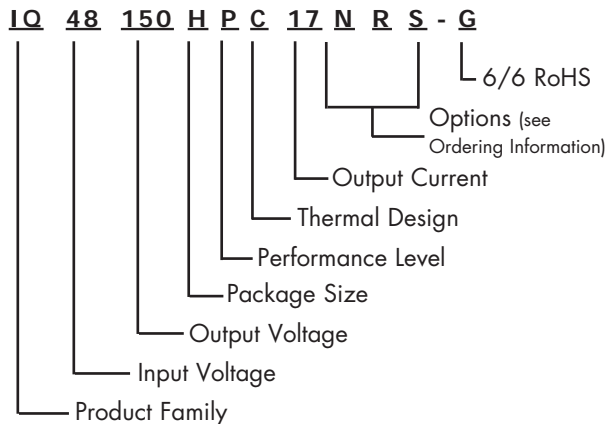 IQ 48 150 H P C 17 N R S - G
6/6 RoHS
Options (see
Ordering Information)
Output Current
Thermal Design
Performance Level
Package Size
Output Voltage
Input Voltage
Product Family